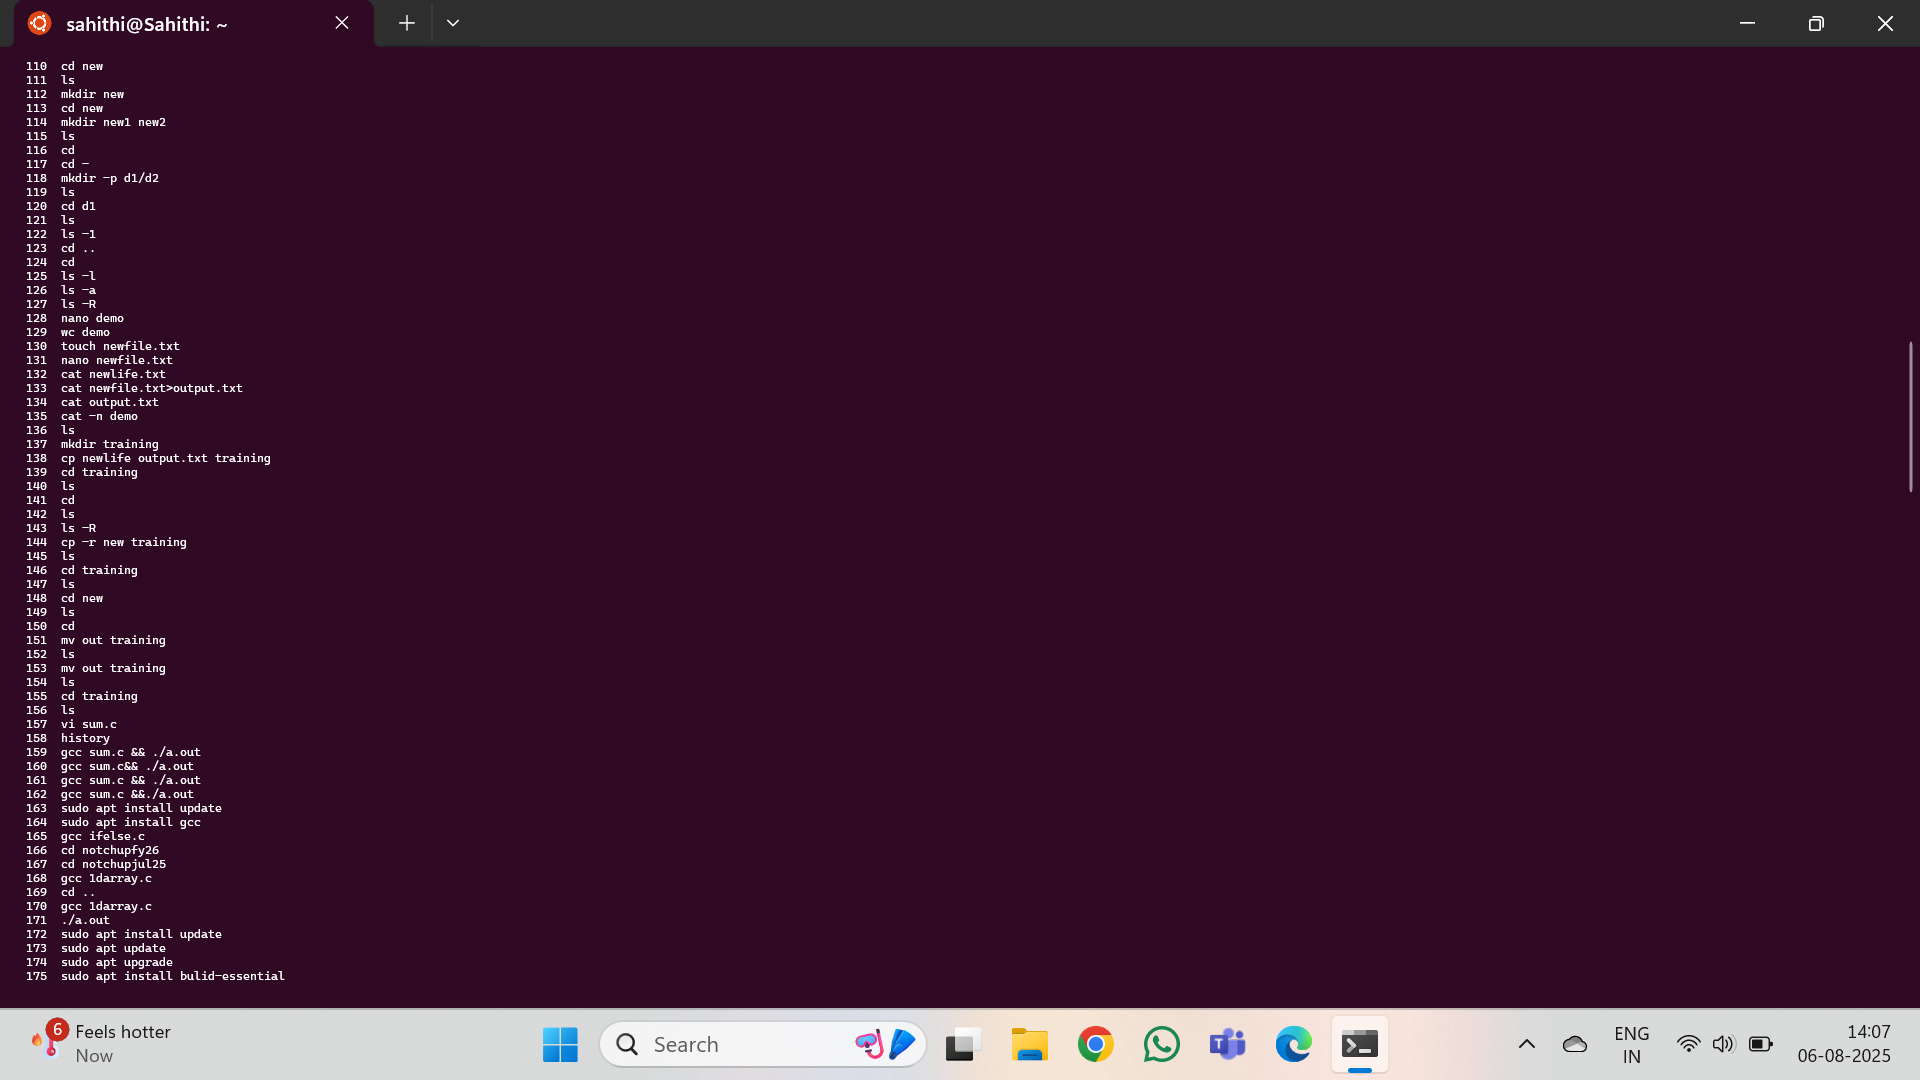 sahithi@Sahithi: ~
110 cd new
111 ls
112 mkdir new
113 cd new
114 mkdir new1 new2
115 ls
116 cd
117 cd -
118 mkdir -p d1/d2
119 ls
120 cd d1
121 ls
122 ls -1
123 cd ..
124 cd
125 ls -l
126 ls -a
127 ls -R
128 nano demo
129 wc demo
130 touch newfile.txt
131 nano newfile.txt
132 cat newlife.txt
133 cat newfile.txt>output.txt
134 cat output.txt
135 cat -n demo
136 ls
137 mkdir training
138 cp newlife output.txt training
139 cd training
140 ls
141 cd
142 ls
143 ls -R
144 cp -r new training
145 ls
146 cd training
147 ls
148 cd new
149 ls
150 cd
151 mv out training
152 ls
153 mv out training
154 ls
155 cd training
156 ls
157 vi sum.c
158 history
159 gcc sum.c && ./a.out
160 gcc sum.c&& ./a.out
161 gcc sum.c && ./a.out
162 gcc sum.c &&./a.out
163 sudo apt install update
164 sudo apt install gcc
165 gcc ifelse.c
166 cd notchupfy26
167 cd notchupjul25
168 gcc 1darray.c
169 cd ..
170 gcc 1darray.c
171 ./a.out
172 sudo apt install update
173 sudo apt update
174 sudo apt upgrade
175 sudo apt install bulid-essential
6
Feels hotter
Now
Search
T
ENG
IN
14:07
06-08-2025